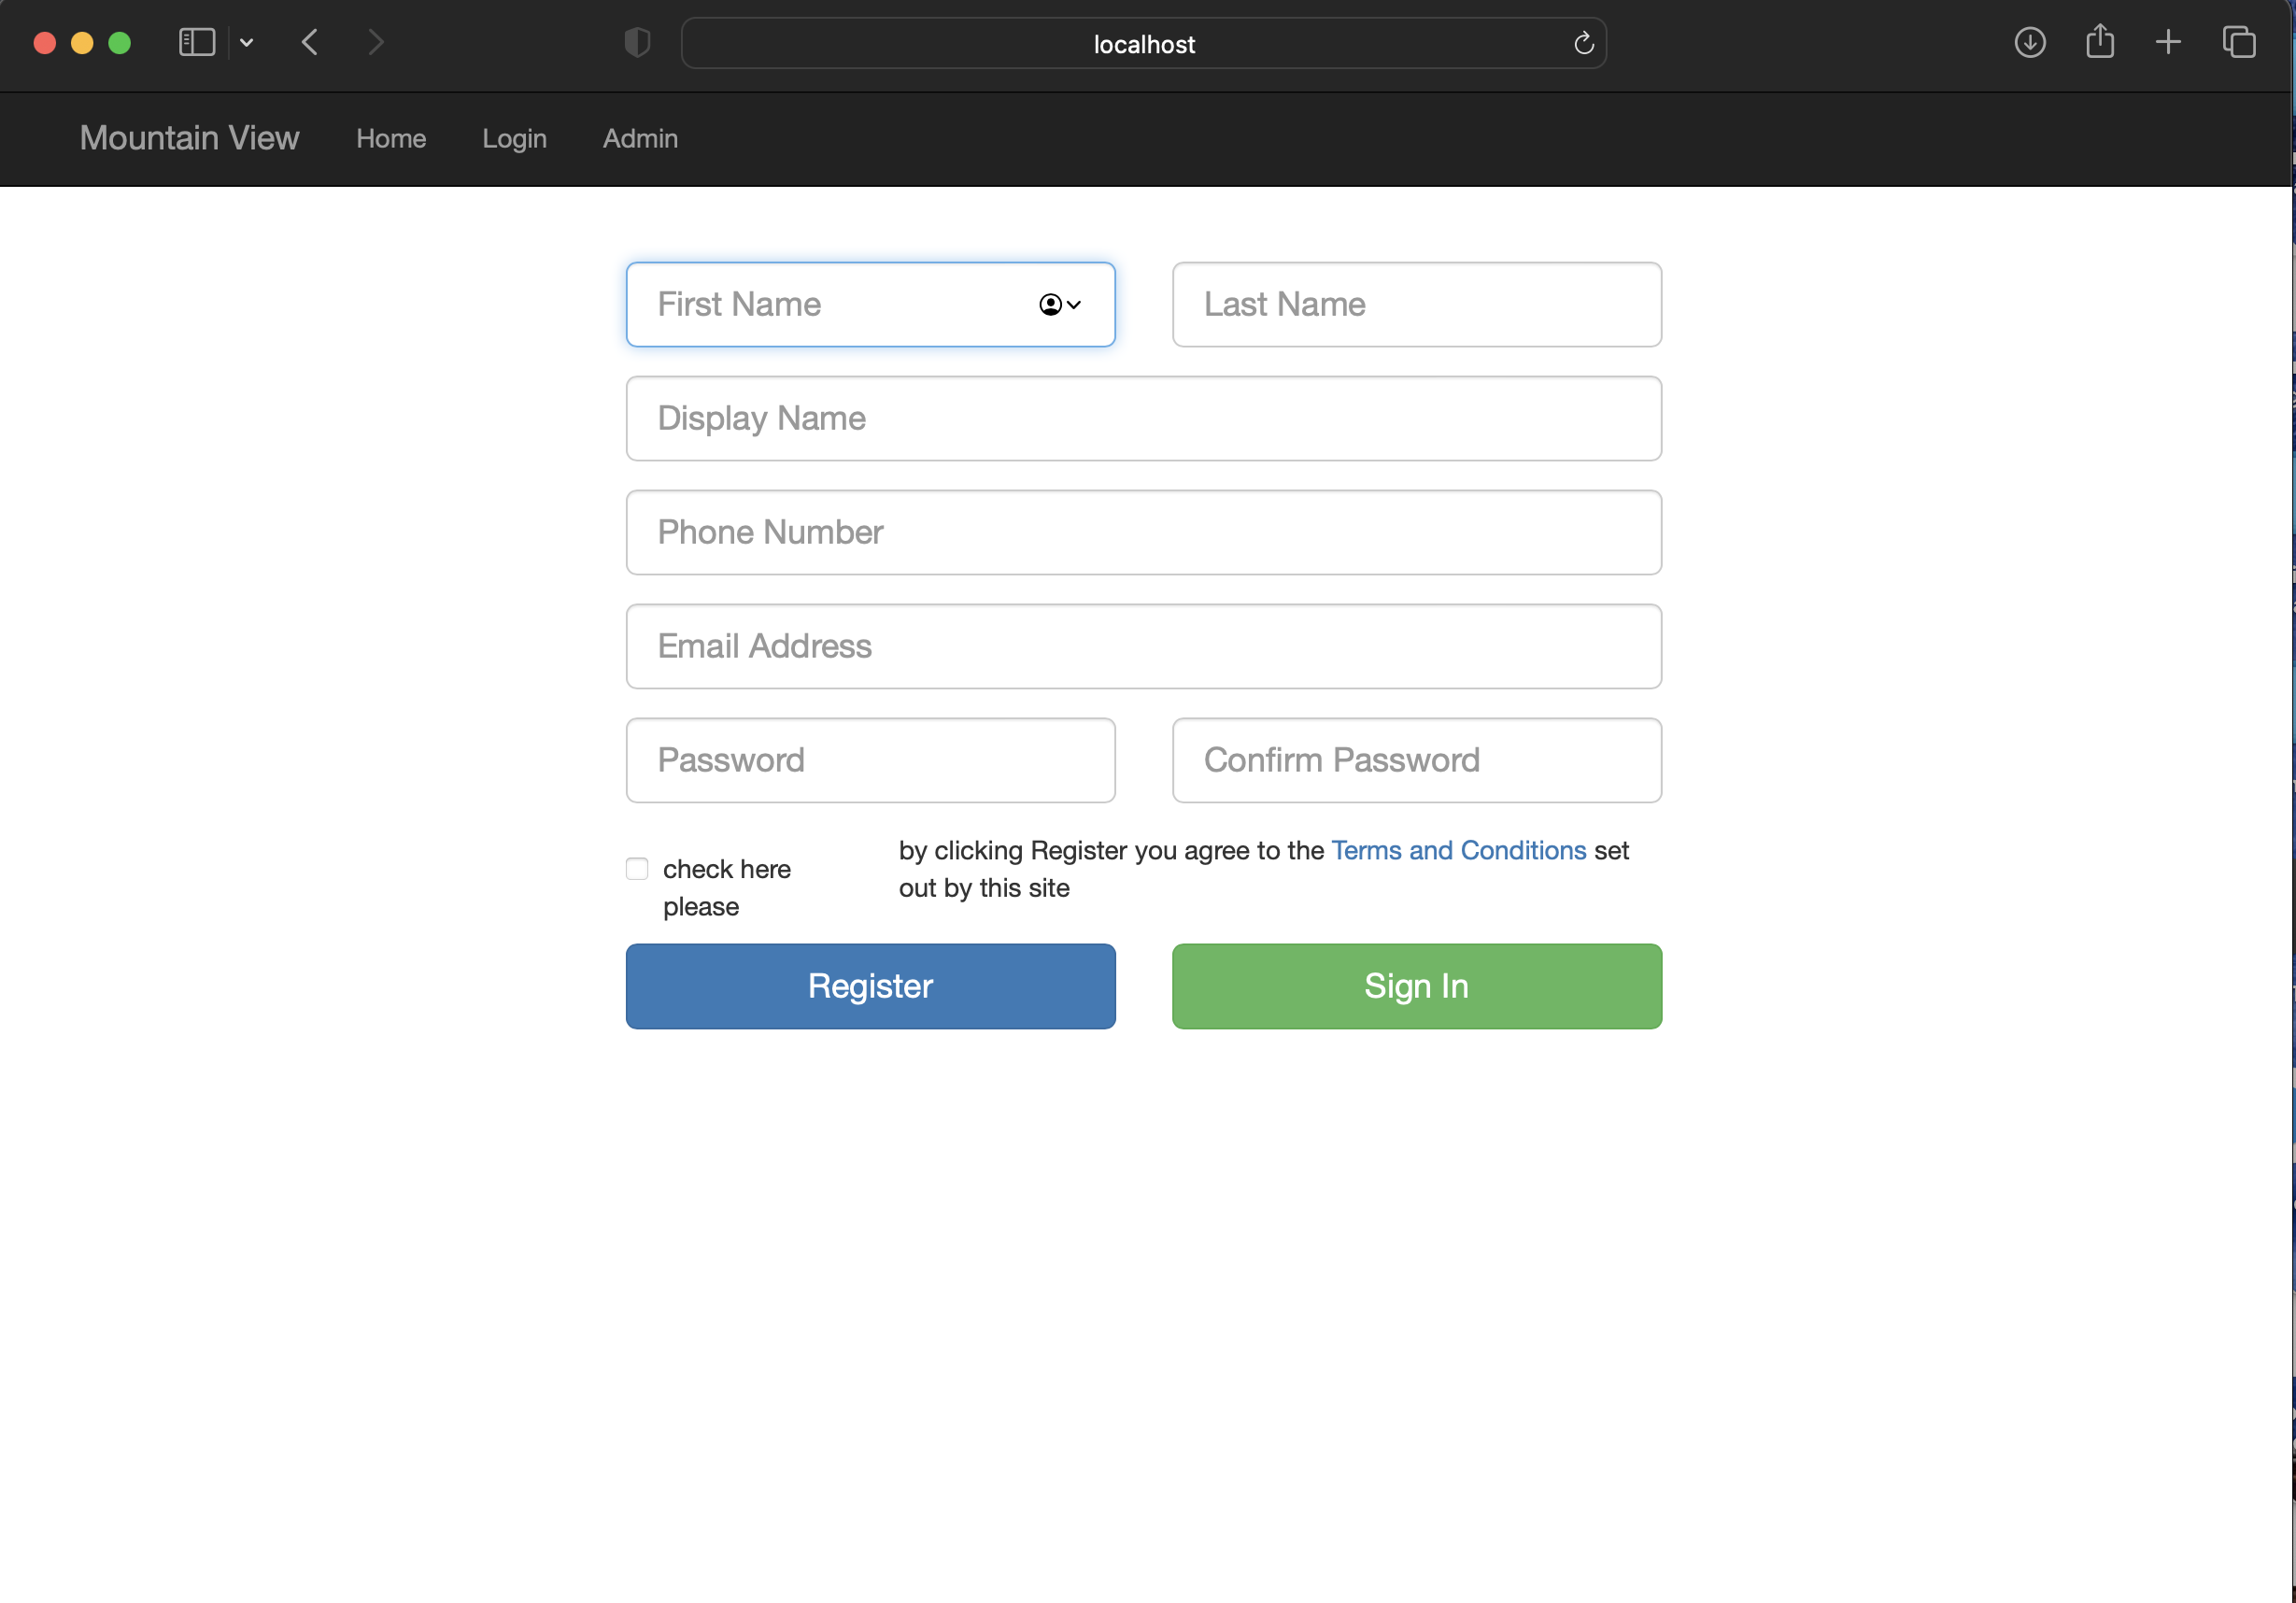 localhost
Mountain View Home Login Admin
First Name Last Name
Display Name
Phone Number
Email Address
Password Confirm Password
check here
please
by clicking Register you agree to the Terms and Conditions set
out by this site
Register Sign In